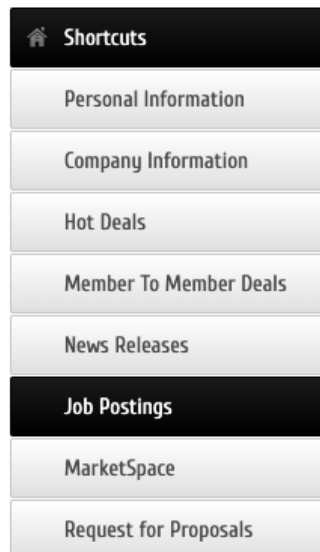 Shortcuts
Personal Information
Company Information
Hot Deals
Member To Member Deals
News Releases
Job Postings
MarketSpace
Request for Proposals